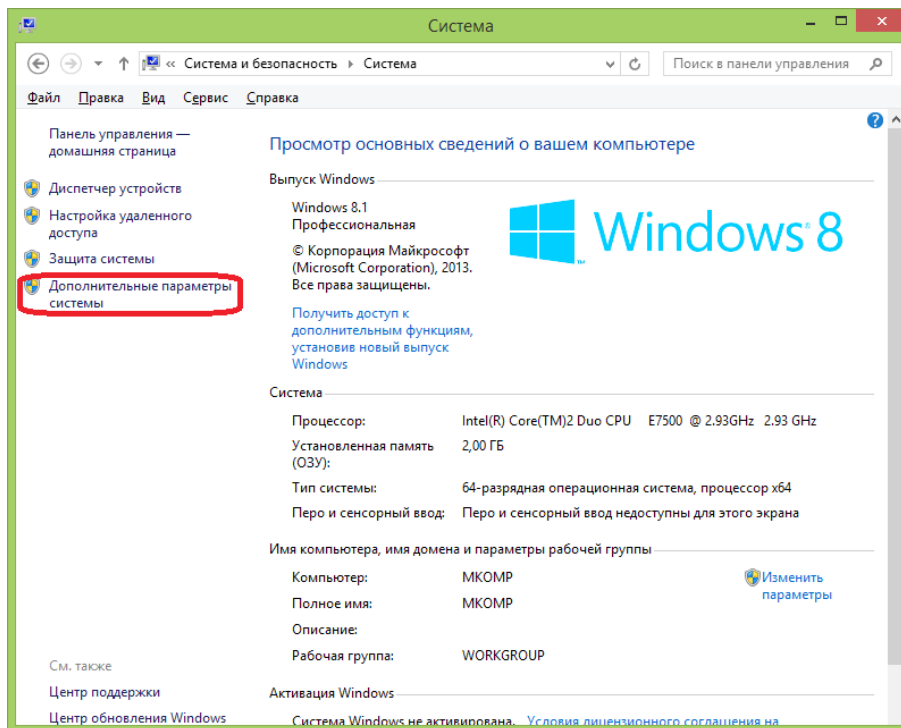 Система
« Система и безопасность ▸ Система
Поиск в панели управления
Файл Правка Вид Сервис Справка
Панель управления —
домашняя страница
Диспетчер устройств
Настройка удаленного
доступа
Защита системы
Дополнительные параметры
системы
См. также
Центр поддержки
Центр обновления Windows
Просмотр основных сведений о вашем компьютере
Выпуск Windows
Windows 8.1
Профессиональная
© Корпорация Майкрософт
(Microsoft Corporation), 2013.
Все права защищены.
Получить доступ к
дополнительным функциям,
установив новый выпуск
Windows
Windows 8
Система
Процессор: Intel(R) Core(TM)2 Duo CPU E7500 @ 2.93GHz 2.93 GHz
Установленная память
(ОЗУ): 2,00 ГБ
Тип системы: 64-разрядная операционная система, процессор x64
Перо и сенсорный ввод: Перо и сенсорный ввод недоступны для этого экрана
Имя компьютера, имя домена и параметры рабочей группы
Компьютер: MKOMP
Изменить
параметры
Полное имя: MKOMP
Описание:
Рабочая группа: WORKGROUP
Активация Windows
Система Windows не активирована. Условия лицензионного соглашения на